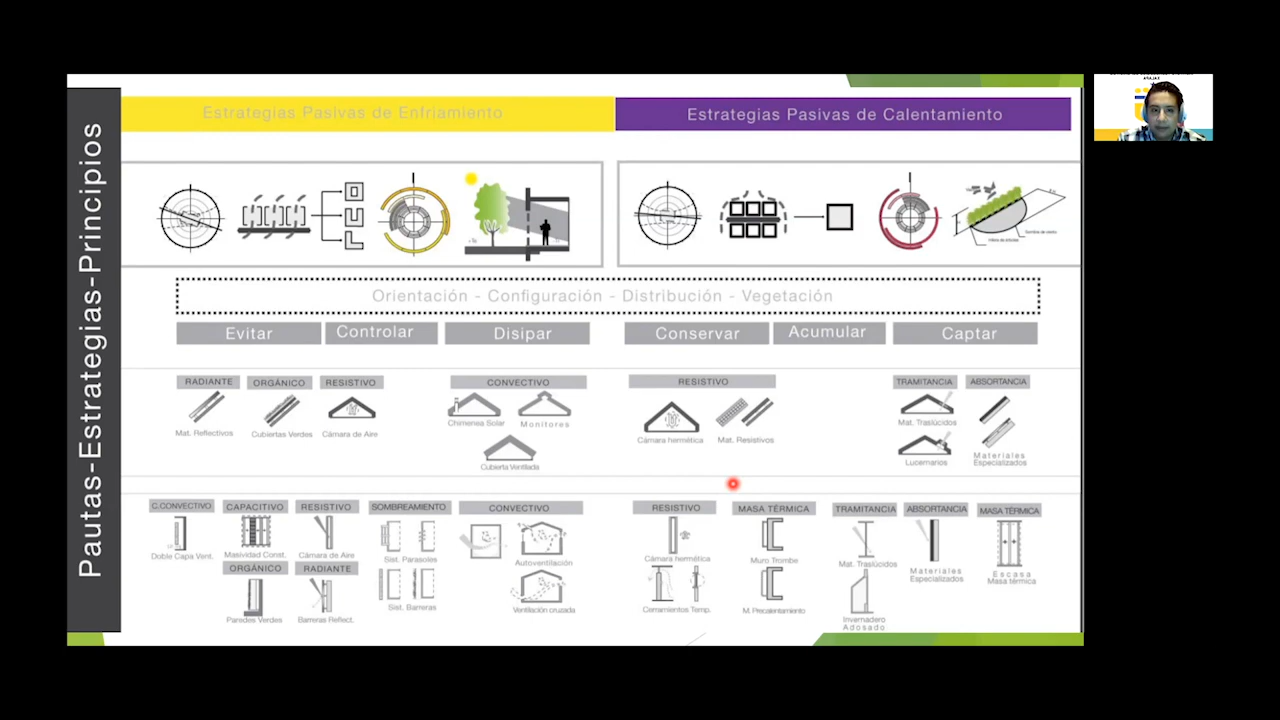 Pautas-Estrategias-Principios
Estrategias Pasivas de Enfriamiento
Estrategias Pasivas de Calentamiento
Orientación - Configuración - Distribución - Vegetación
Evitar
Controlar
Disipar
Conservar
Acumular
Captar
RADIANTE
ORGÁNICO
RESISTIVO
CONVECTIVO
RESISTIVO
TRAMITANCIA
ABSORTANCIA
Mat. Reflectivos
Cubiertas Verdes
Cámara de Aire
Chimenea Solar
Monitores
Cubierta Ventilada
Cámara hermética
Mat. Resistivos
Mat. Traslúcidos
Lucernarios
Materiales
Especializados
C.CONVECTIVO
CAPACITIVO
RESISTIVO
SOMBREAMIENTO
CONVECTIVO
RESISTIVO
MASA TÉRMICA
TRAMITANCIA
ABSORTANCIA
MASA TÉRMICA
Doble Capa Vent.
Masividad Const.
Cámara de Aire
Sist. Parasoles
Autoventilación
Cámara hermética
Muro Trombe
Mat. Traslúcidos
Materiales
Especializados
Escasa
Masa térmica
ORGÁNICO
RADIANTE
Paredes Verdes
Barreras Reflect.
Sist. Barreras
Ventilación cruzada
Cerramientos Temp.
M. Precalentamiento
Invernadero
Adosado